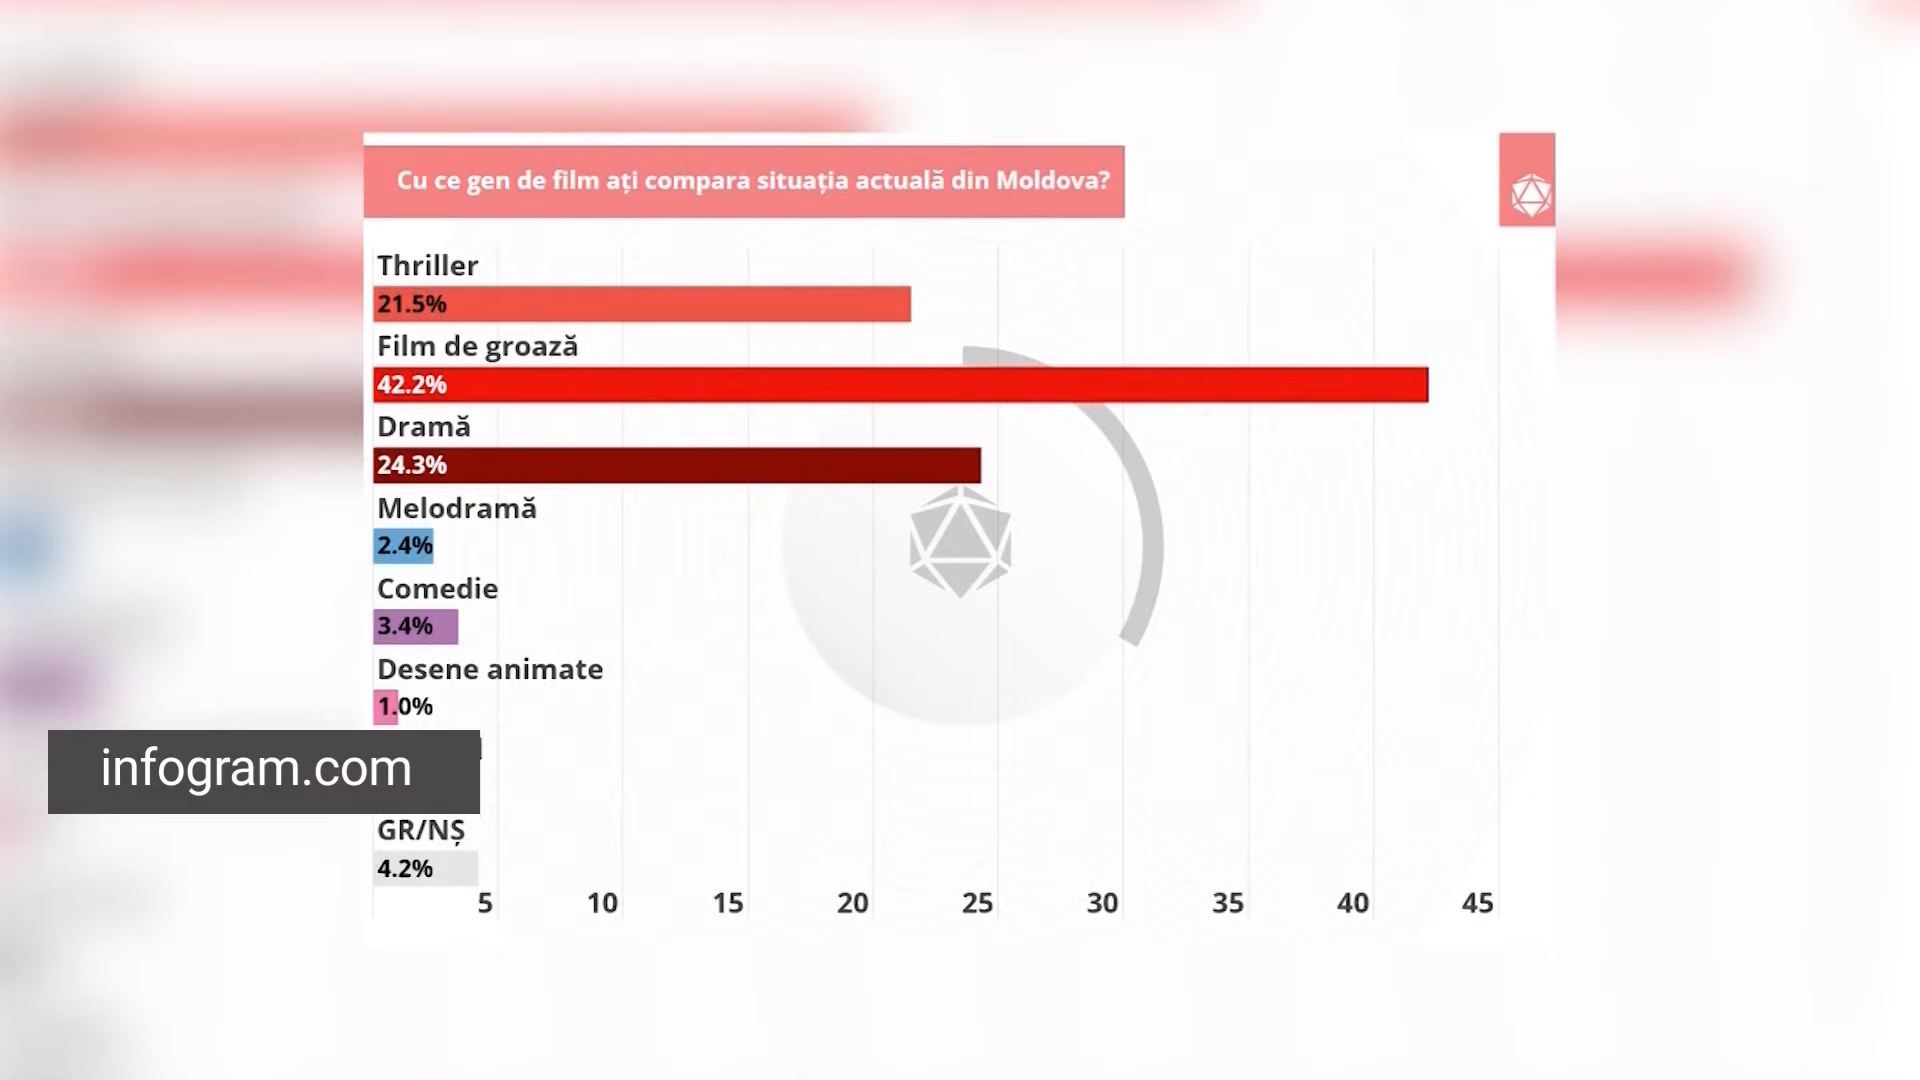 Cu ce gen de film ați compara situația actuală din Moldova?
Thriller
21.5%
Film de groază
42.2%
Dramă
24.3%
Melodramă
2.4%
Comedie
3.4%
Desene animate
1.0%
infogram.com
GR/NȘ
4.2%
5 10 15 20 25 30 35 40 45